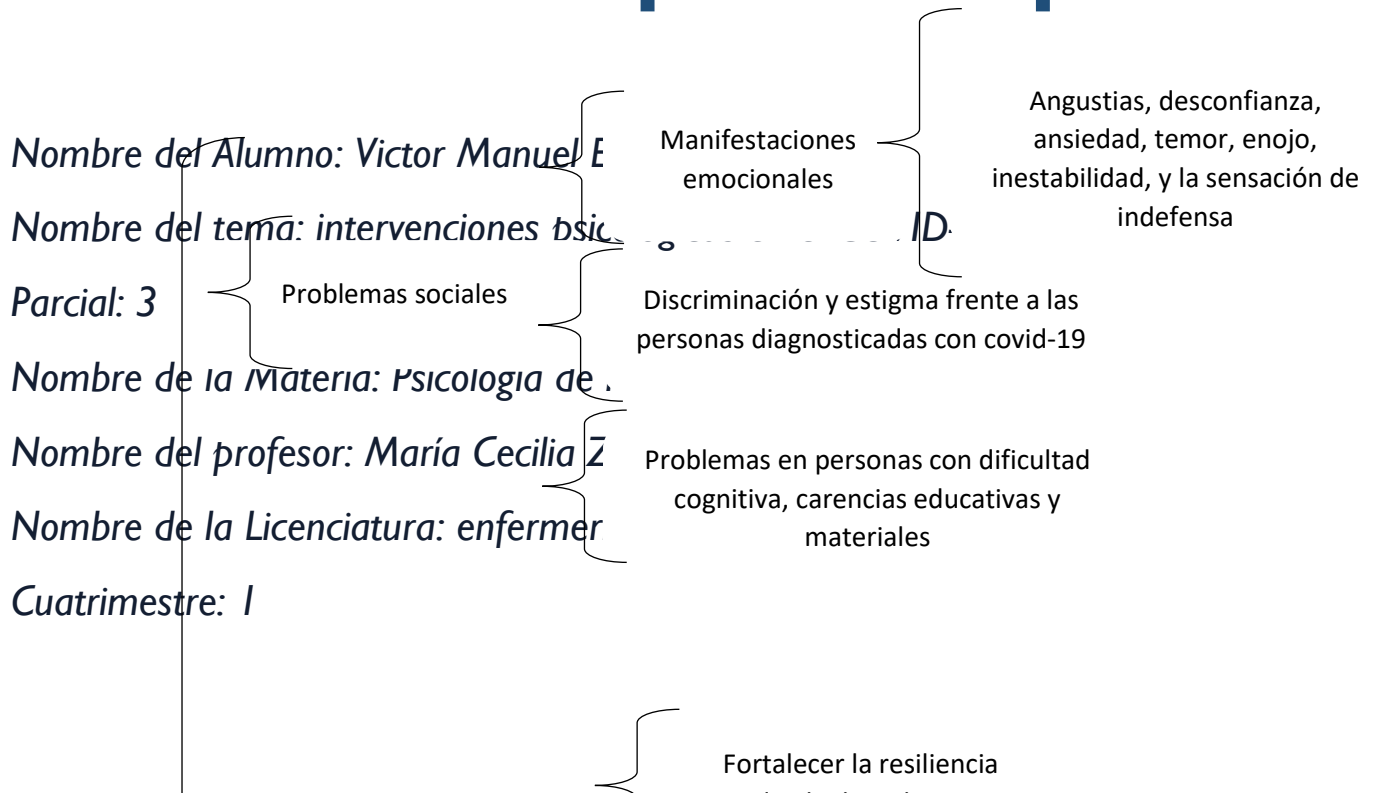 Nombre del Alumno: Victor Manuel
Nombre del tema: intervenciones
Parcial: 3
Nombre de la Materia: Psicologia de
Nombre del profesor: María Cecilia
Nombre de la Licenciatura:
Cuatrimestre: 1
Problemas sociales
Manifestaciones
emocionales
Angustias, desconfianza,
ansiedad, temor, enojo,
inestabilidad, y la sensación de
indefensa
Discriminación y estigma frente a las
personas diagnosticadas con covid-19
Problemas en personas con dificultad
cognitiva, carencias educativas y
materiales
Fortalecer la resiliencia